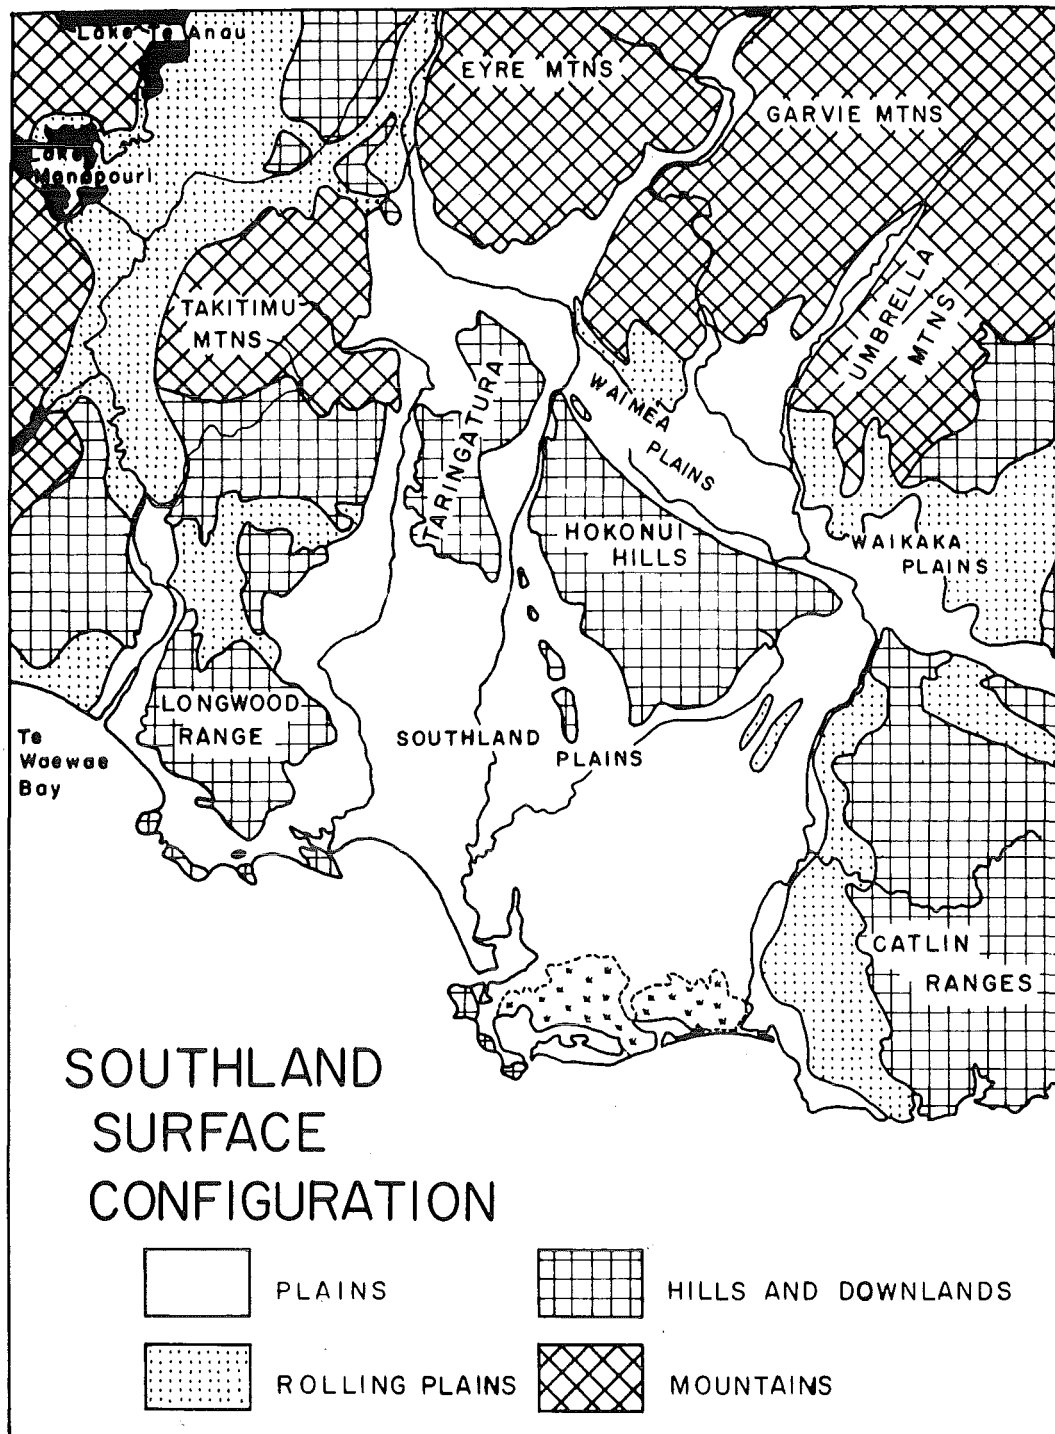 Lake Te Anau
EYRE MTNS
GARVIE MTNS
Lake
Manapouri
TAKITIMU
MTNS
UMBRELLA
MTNS
TARINGATURA
WAIMEA
PLAINS
HOKONUI
HILLS
WAIKAKA
PLAINS
LONGWOOD
RANGE
Te
Waewae
Bay
SOUTHLAND
PLAINS
CATLIN
RANGES
SOUTHLAND
SURFACE
CONFIGURATION
PLAINS
HILLS AND DOWNLANDS
ROLLING PLAINS
MOUNTAINS